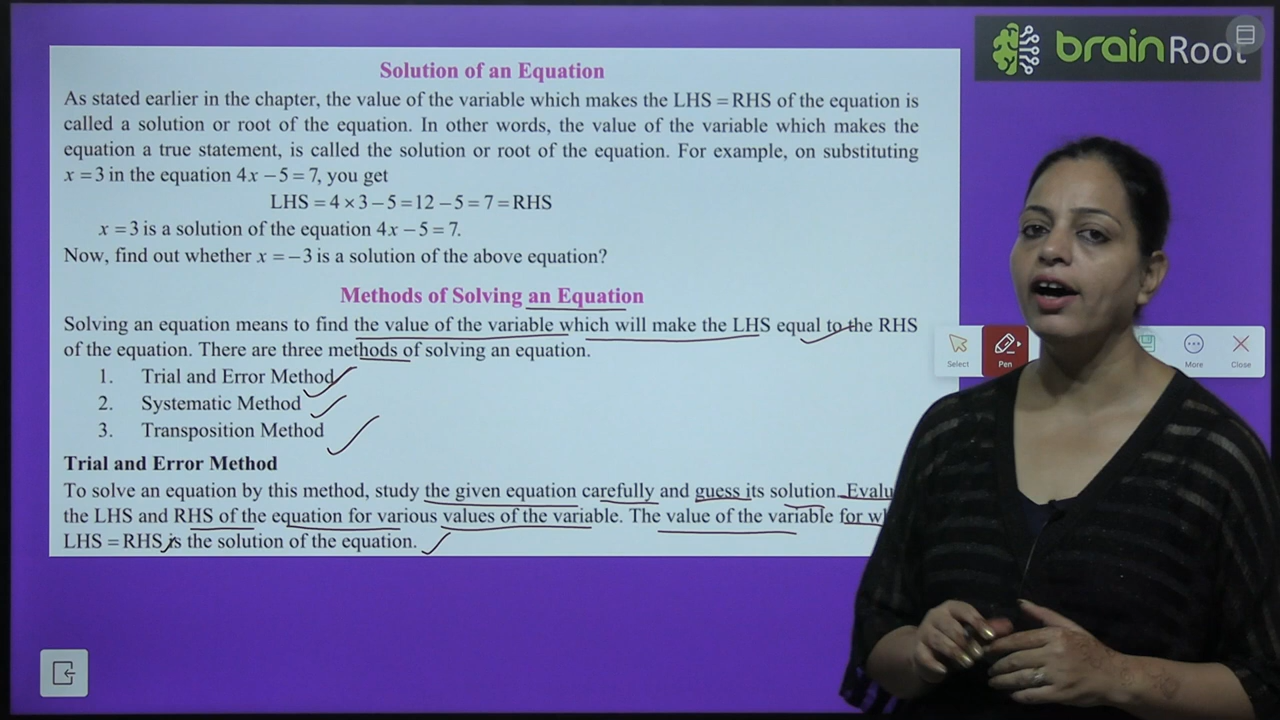 brainRoot
Solution of an Equation
As stated earlier in the chapter, the value of the variable which makes the LHS = RHS of the equation is
called a solution or root of the equation. In other words, the value of the variable which makes the
equation a true statement, is called the solution or root of the equation. For example, on substituting
x = 3 in the equation 4x − 5 = 7, you get
LHS = 4 × 3 − 5 = 12 − 5 = 7 = RHS
x = 3 is a solution of the equation 4x − 5 = 7.
Now, find out whether x = −3 is a solution of the above equation?
Methods of Solving an Equation
Solving an equation means to find the value of the variable which will make the LHS equal to the RHS
of the equation. There are three methods of solving an equation.
1. Trial and Error Method
2. Systematic Method
3. Transposition Method
Trial and Error Method
To solve an equation by this method, study the given equation carefully and guess its solution. Evalu
the LHS and RHS of the equation for various values of the variable. The value of the variable for wh
LHS = RHS is the solution of the equation.
Select Pen More Close